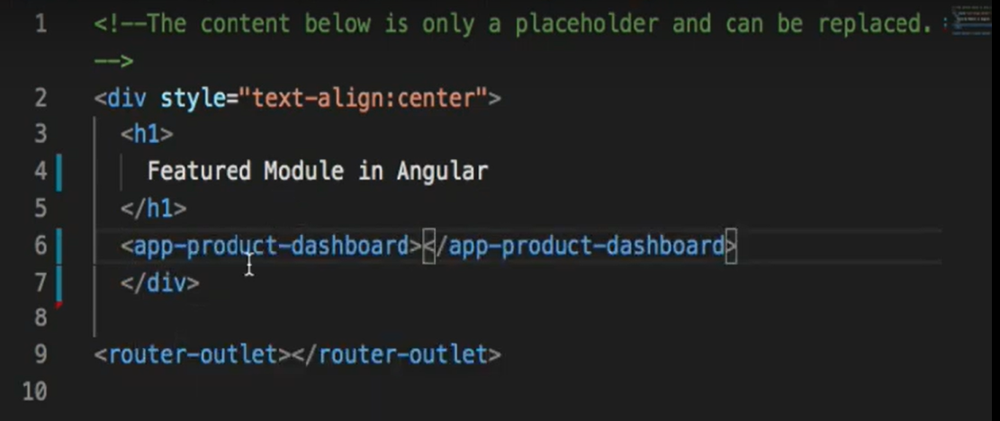 1 <!--The content below is only a placeholder and can be replaced.
-->
2 <div style="text-align:center">
3 <h1>
4 Featured Module in Angular
5 </h1>
6 <app-product-dashboard></app-product-dashboard>
7 </div>
8
9 <router-outlet></router-outlet>
10